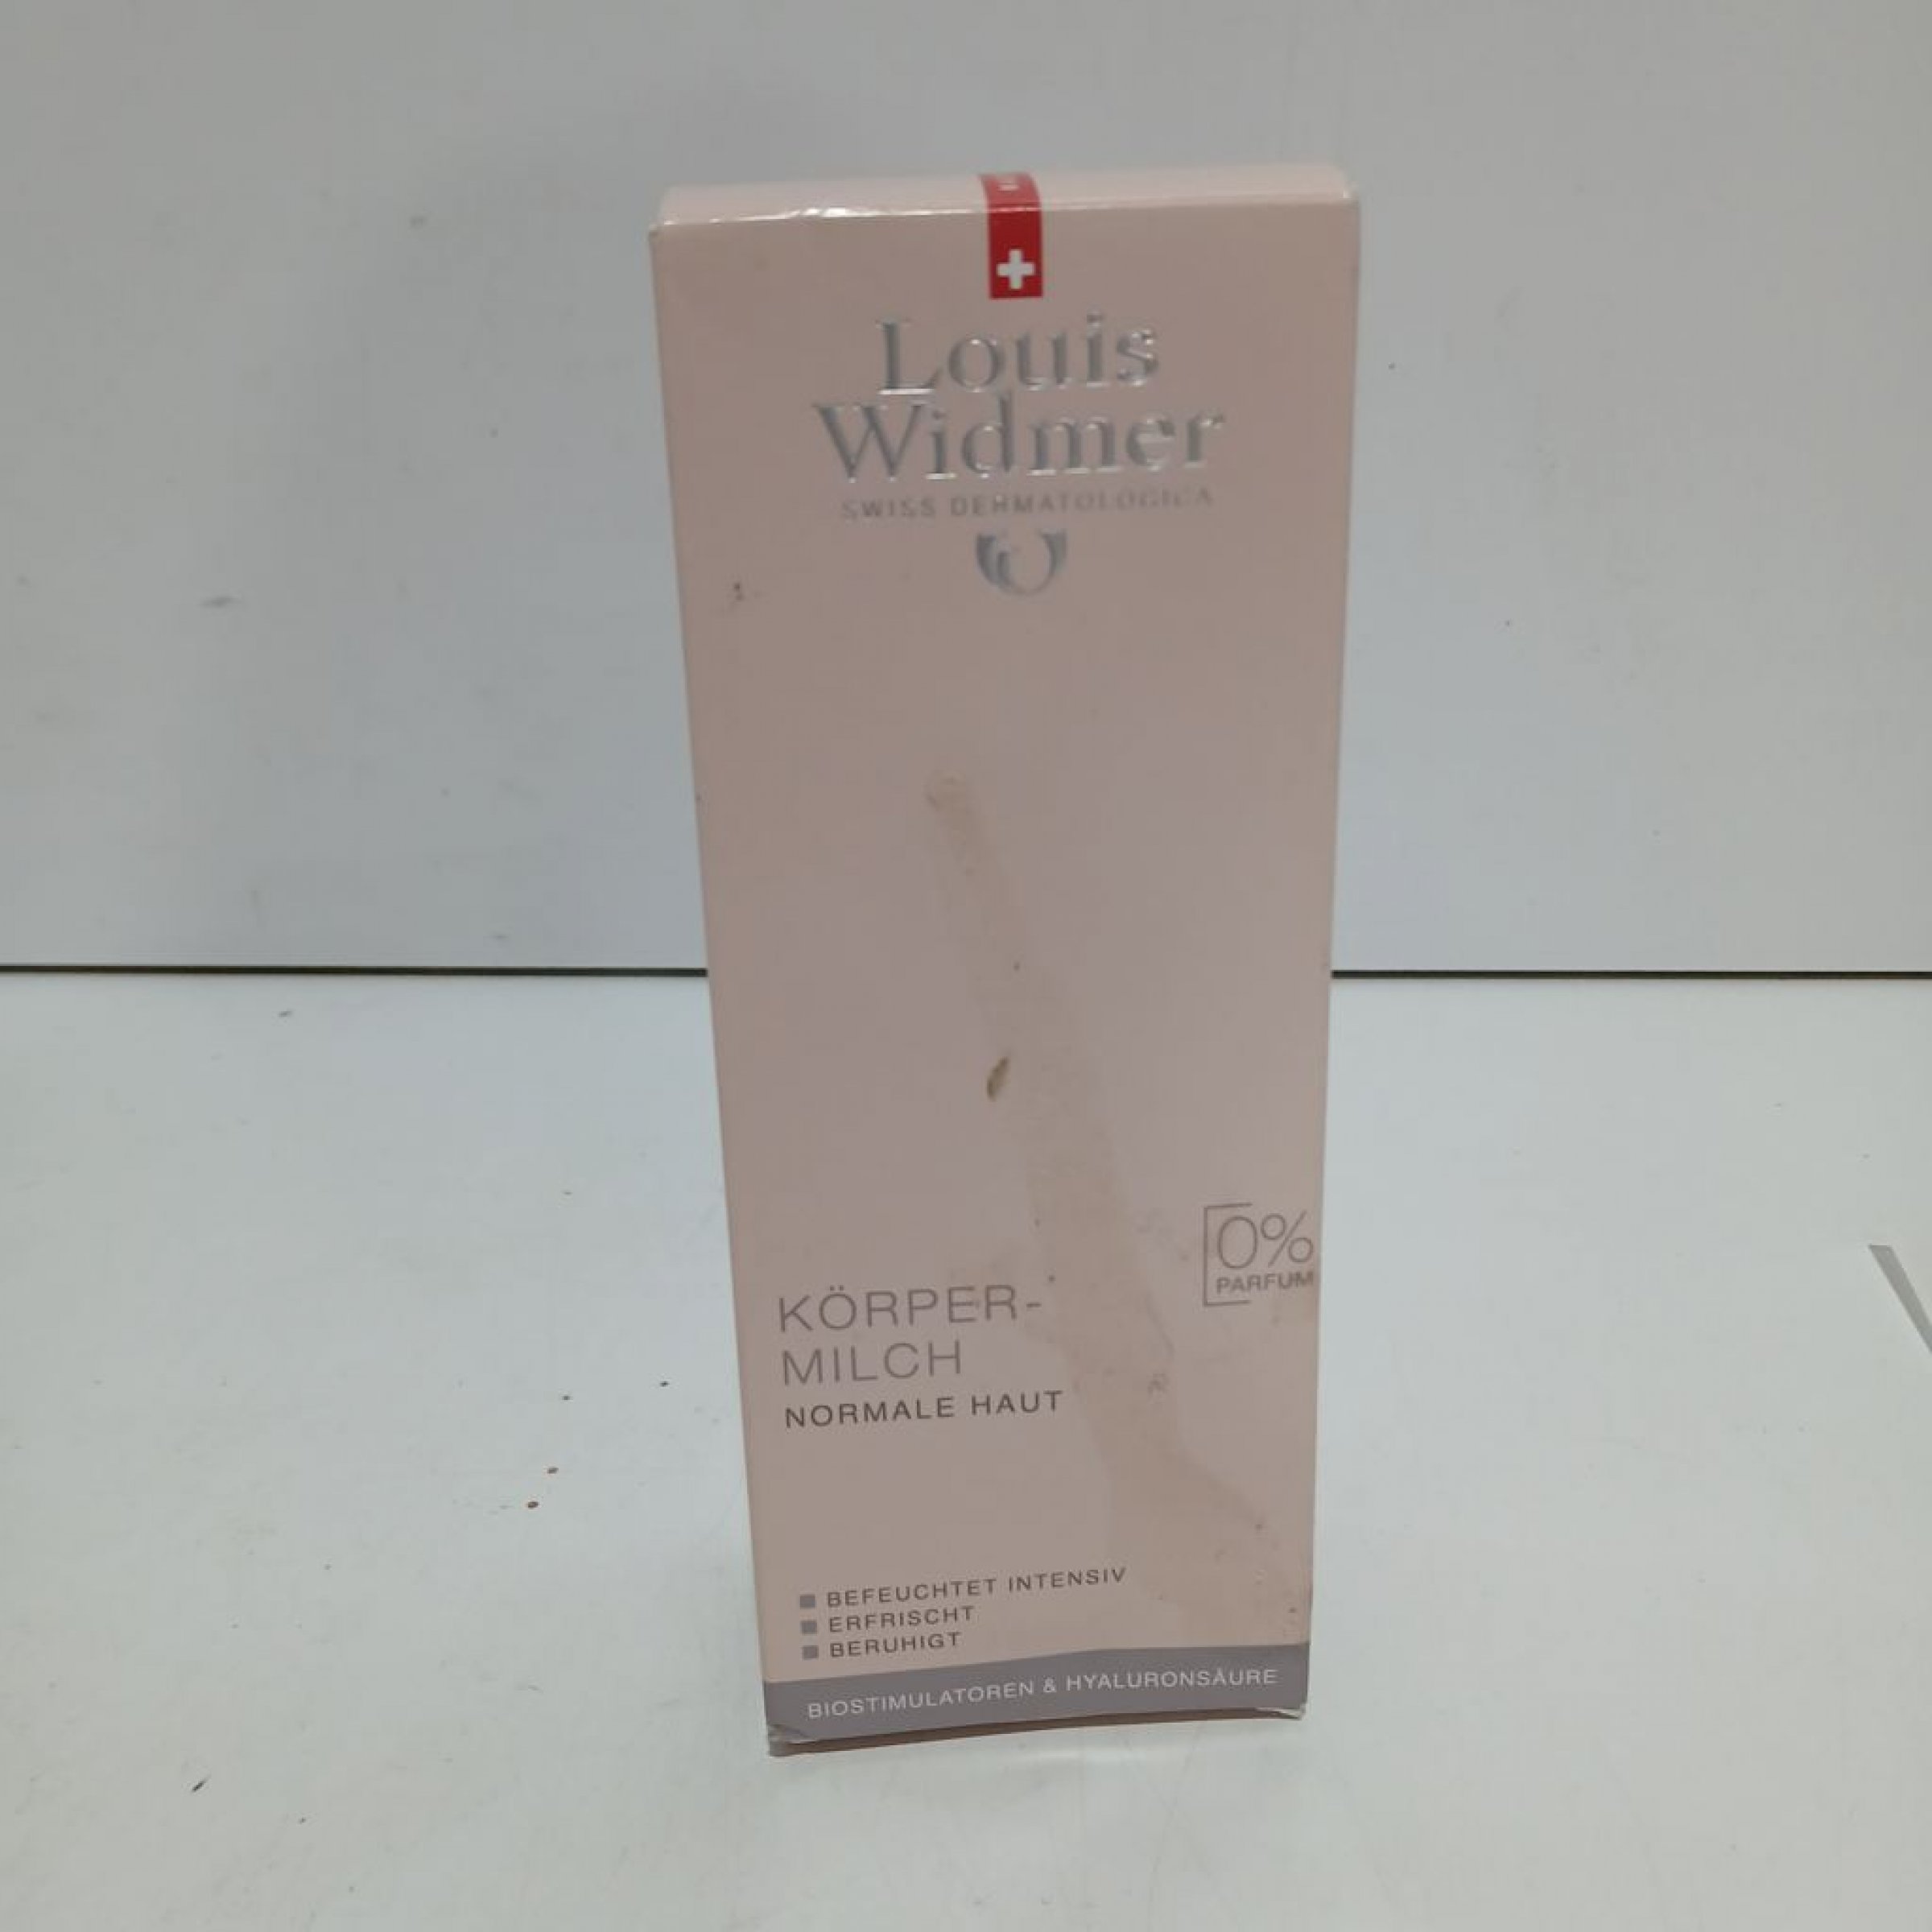 Louis
Widmer
SWISS DERMATOLOGICA
0%
PARFUM
KÖRPER-
MILCH
NORMALE HAUT
BEFEUCHTET INTENSIV
ERFRISCHT
BERUHIGT
BIOSTIMULATOREN & HYALURONSÄURE